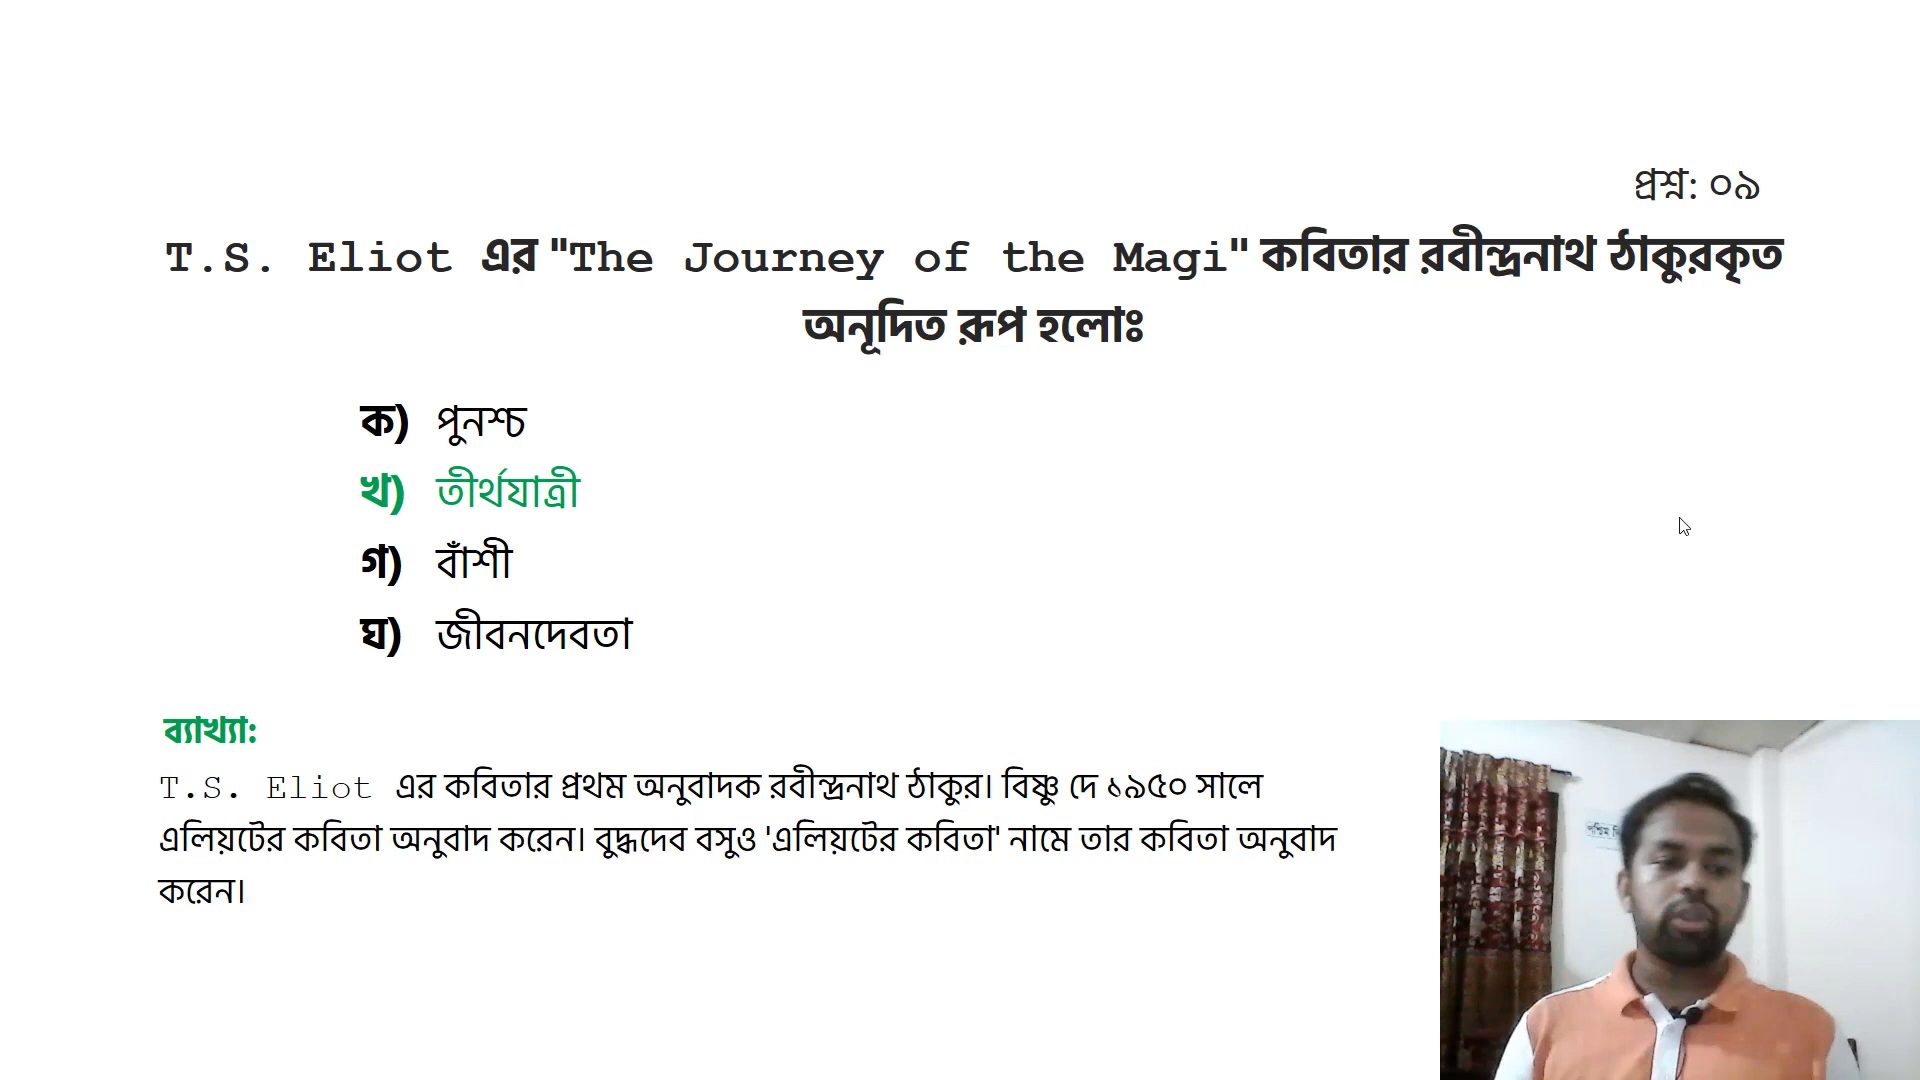 প্রশ্ন: ০৯
T.S. Eliot এর "The Journey of the Magi" কবিতার রবীন্দ্রনাথ ঠাকুরকৃত
অনূদিত রূপ হলোঃ
ক) পুনশ্চ
খ) তীর্থযাত্রী
গ) বাঁশী
ঘ) জীবনদেবতা
ব্যাখ্যা:
T.S. Eliot এর কবিতার প্রথম অনুবাদক রবীন্দ্রনাথ ঠাকুর। বিষ্ণু দে ১৯৫০ সালে
এলিয়টের কবিতা অনুবাদ করেন। বুদ্ধদেব বসুও 'এলিয়টের কবিতা' নামে তার কবিতা অনুবাদ
করেন।
পশ্চিম